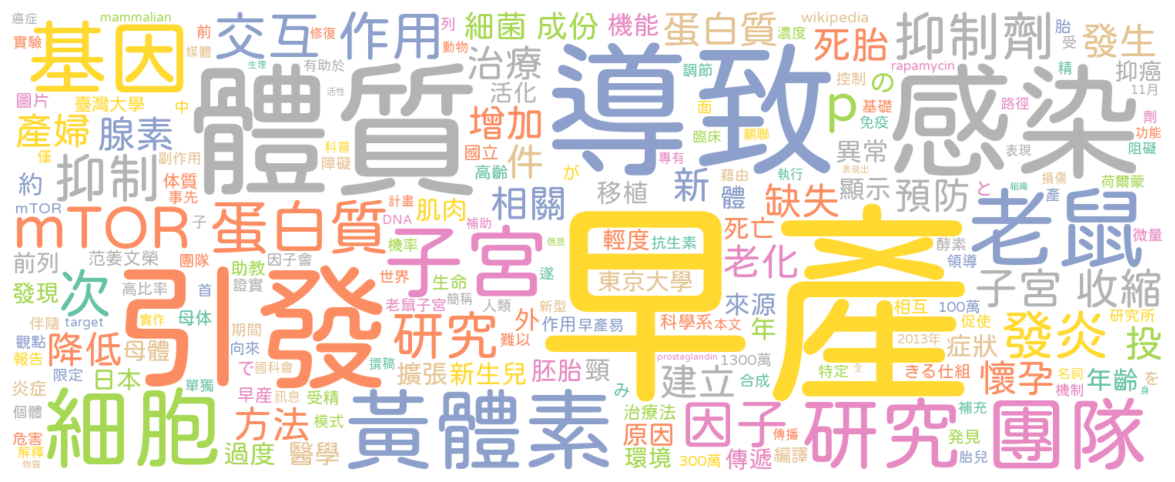 癌症 mammalian 前 列 修復 細菌 成份 機能 蛋白質 wikipedia 濃度 死胎 胎 受 抑制劑 發生
實驗 基因 媒體 交互 作用 動物 生理 有助於 治療 調節 控制 rapamycin 精 抑癌
圖片 臺灣大學 中 體質 活性 活化 導致 面 p の 基礎 免疫 感染 路徑 11月 劑 功能
產婦 腺素 僅 科普 障礙 增加 國立 臨床 關聯 異常 表現 阻礙
約 抑制 副作用 体質 事先 高齡 件 が 專有 藉由 執行 表現出 顯示 預防 と 組織 損傷 產 荷爾蒙
mTOR mTOR 子 蛋白質 計畫 DNA 肌肉 補助 相關 移植 新 體 缺失 老鼠 微量
前列 范姜文榮 團隊 因子會 機率 子宮 信息 輕度 抗生素 死亡 酵素 領導
發現 次 高比率 首 助教 證實 世界 生命 遂 東京大學 老化 子宮 收縮
伴隨 target 母体 引發 老鼠子宮 簡稱 人類 新型 早產 來源 相互 100萬 研究所
觀點 實作 期間 向來 研究 外 作用 早產易 科學系 本文 年 2013年 促使 發炎 投
報告 降低 母體 國科會 撰稿 難以 prostaglandin 1300萬 症狀 名詞 を
炎症 限定 日本 單獨 で 擴張 新生兒 胚胎 頸 建立 合成 特定 全 きる仕組 懷孕 機制 年齡 身
個體 細胞 早産 訊息 受精 黃體素 み 治療法 因子 研究 團隊 補充
危害 解釋 物質 過度 方法 醫學 模式 原因 環境 300萬 傳遞 傳播 編譯 発見 胎兒